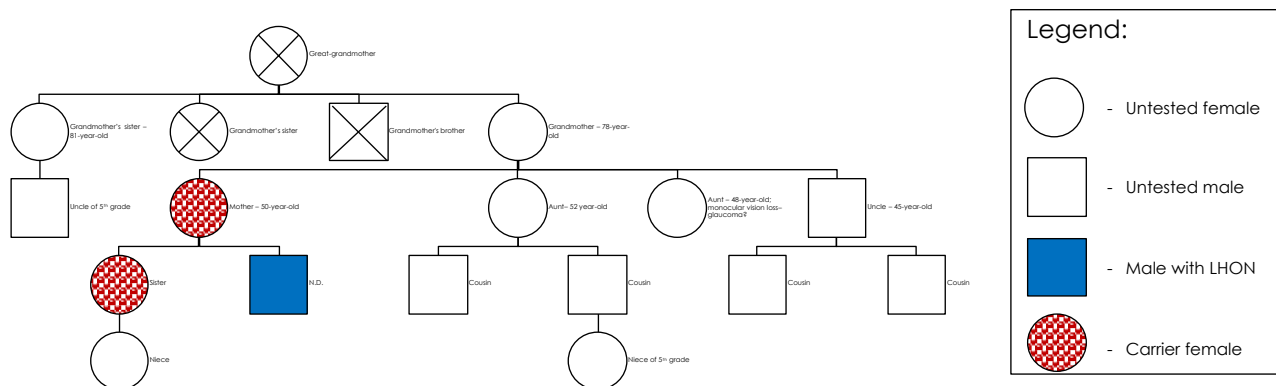 Legend:
Great-grandmother
- Untested female
Grandmother's sister –
81-year-old
Grandmother's sister
Grandmother's brother
Grandmother – 78-year-
old
- Untested male
Uncle of 5th grade
Mother – 50-year-old
Aunt– 52 year-old
Aunt – 48-year-old;
monocular vision loss–
glaucoma?
Uncle – 45-year-old
- Male with LHON
Sister
N.D.
Cousin
Cousin
Cousin
Cousin
- Carrier female
Niece
Niece of 5th grade